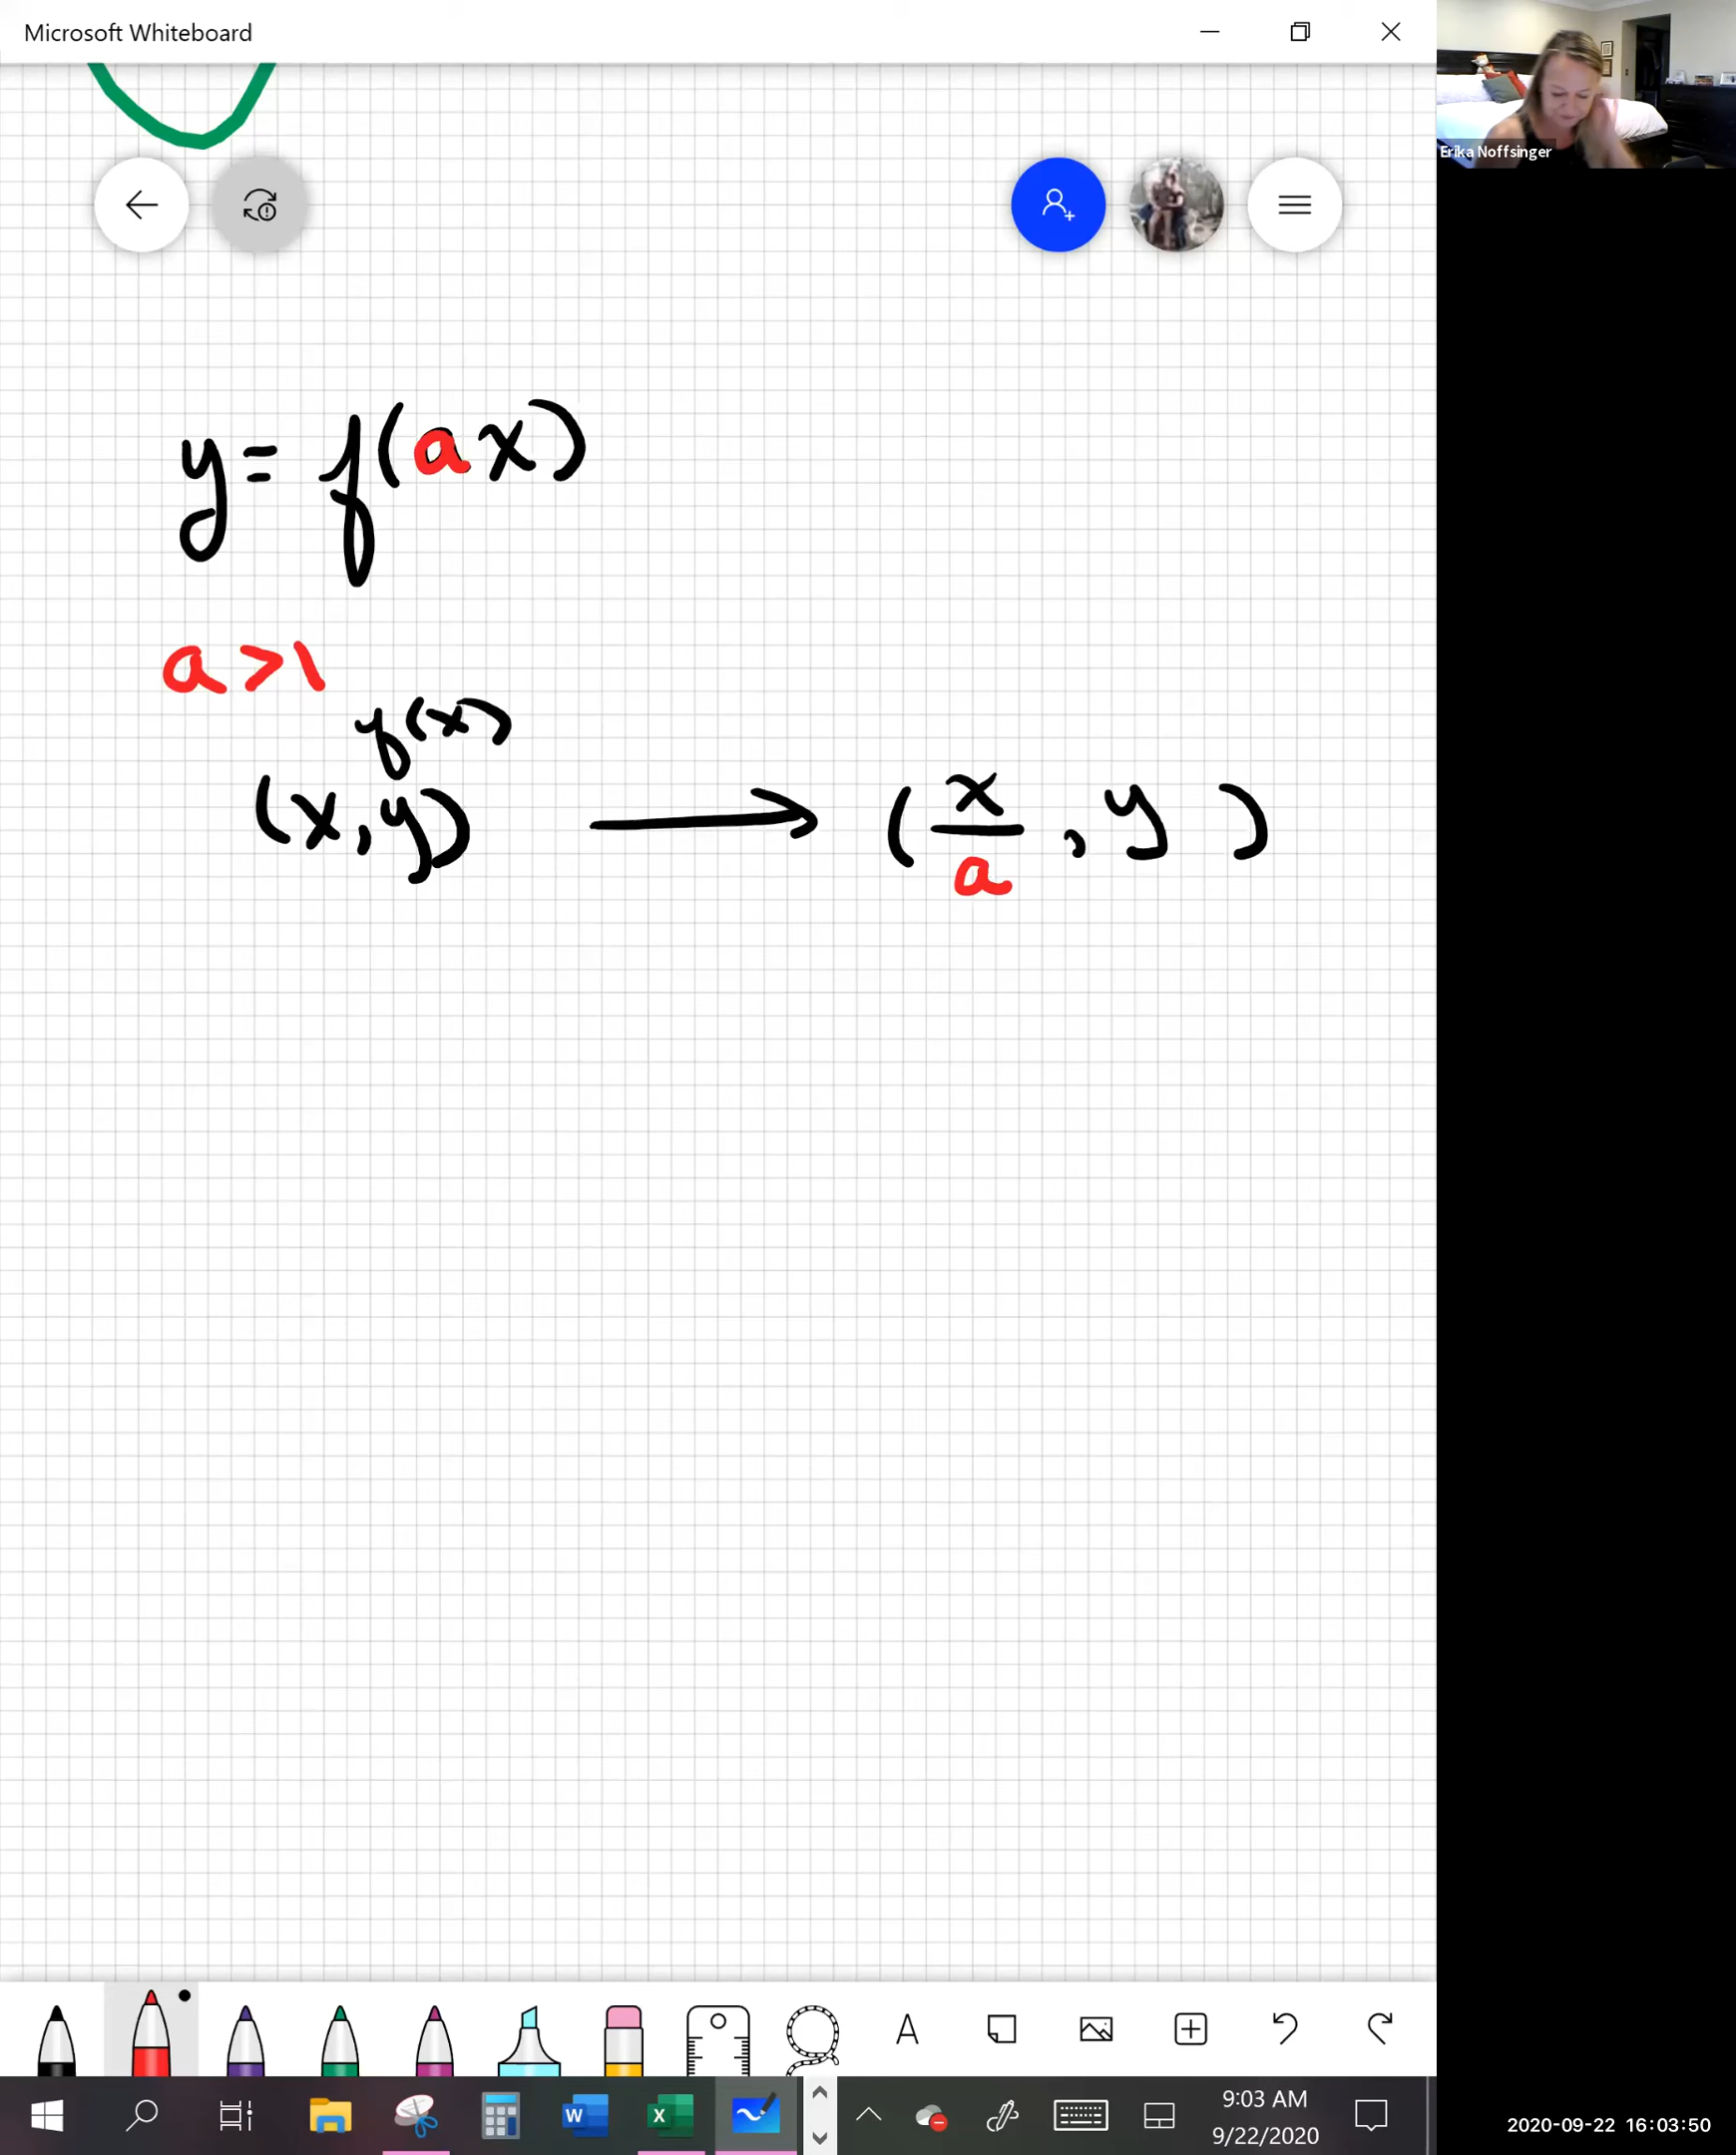 Microsoft Whiteboard
Erika Noffsinger
y = f(ax)
a > 1
f(x)
(x, y) → (x/a, y)
A
9:03 AM
9/22/2020
2020-09-22 16:03:50